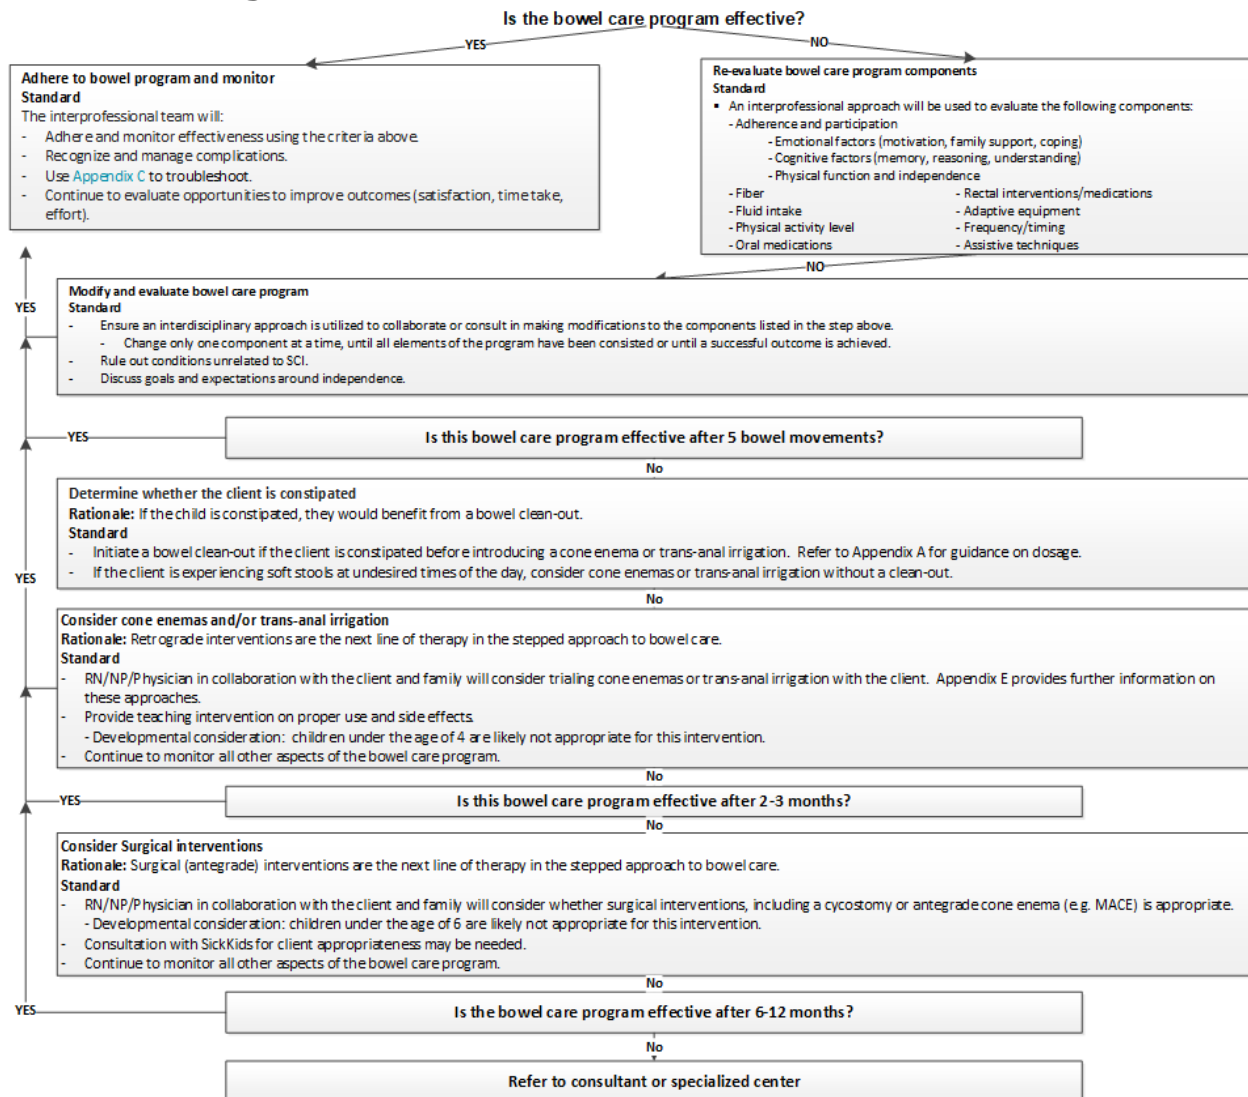 Is the bowel care program effective?
YES
NO
Adhere to bowel program and monitor
Standard
The interprofessional team will:
- Adhere and monitor effectiveness using the criteria above.
- Recognize and manage complications.
- Use Appendix C to troubleshoot.
- Continue to evaluate opportunities to improve outcomes (satisfaction, time take,
effort).
Re-evaluate bowel care program components
Standard
▪ An interprofessional approach will be used to evaluate the following components:
- Adherence and participation
- Emotional factors (motivation, family support, coping)
- Cognitive factors (memory, reasoning, understanding)
- Physical function and independence
- Fiber
- Rectal interventions/medications
- Fluid intake
- Adaptive equipment
- Physical activity level
- Frequency/timing
- Oral medications
- Assistive techniques
NO
YES
Modify and evaluate bowel care program
Standard
- Ensure an interdisciplinary approach is utilized to collaborate or consult in making modifications to the components listed in the step above.
- Change only one component at a time, until all elements of the program have been consisted or until a successful outcome is achieved.
- Rule out conditions unrelated to SCI.
- Discuss goals and expectations around independence.
YES
Is this bowel care program effective after 5 bowel movements?
No
Determine whether the client is constipated
Rationale: If the child is constipated, they would benefit from a bowel clean-out.
Standard
- Initiate a bowel clean-out if the client is constipated before introducing a cone enema or trans-anal irrigation. Refer to Appendix A for guidance on dosage.
- If the client is experiencing soft stools at undesired times of the day, consider cone enemas or trans-anal irrigation without a clean-out.
YES
No
Consider cone enemas and/or trans-anal irrigation
Rationale: Retrograde interventions are the next line of therapy in the stepped approach to bowel care.
Standard
- RN/NP/Physician in collaboration with the client and family will consider trialing cone enemas or trans-anal irrigation with the client. Appendix E provides further information on
these approaches.
- Provide teaching intervention on proper use and side effects.
- Developmental consideration: children under the age of 4 are likely not appropriate for this intervention.
- Continue to monitor all other aspects of the bowel care program.
No
YES
Is this bowel care program effective after 2-3 months?
No
Consider Surgical interventions
Rationale: Surgical (antegrade) interventions are the next line of therapy in the stepped approach to bowel care.
Standard
- RN/NP/Physician in collaboration with the client and family will consider whether surgical interventions, including a cycostomy or antegrade cone enema (e.g. MACE) is appropriate.
- Developmental consideration: children under the age of 6 are likely not appropriate for this intervention.
- Consultation with SickKids for client appropriateness may be needed.
- Continue to monitor all other aspects of the bowel care program.
No
YES
Is the bowel care program effective after 6-12 months?
No
Refer to consultant or specialized center